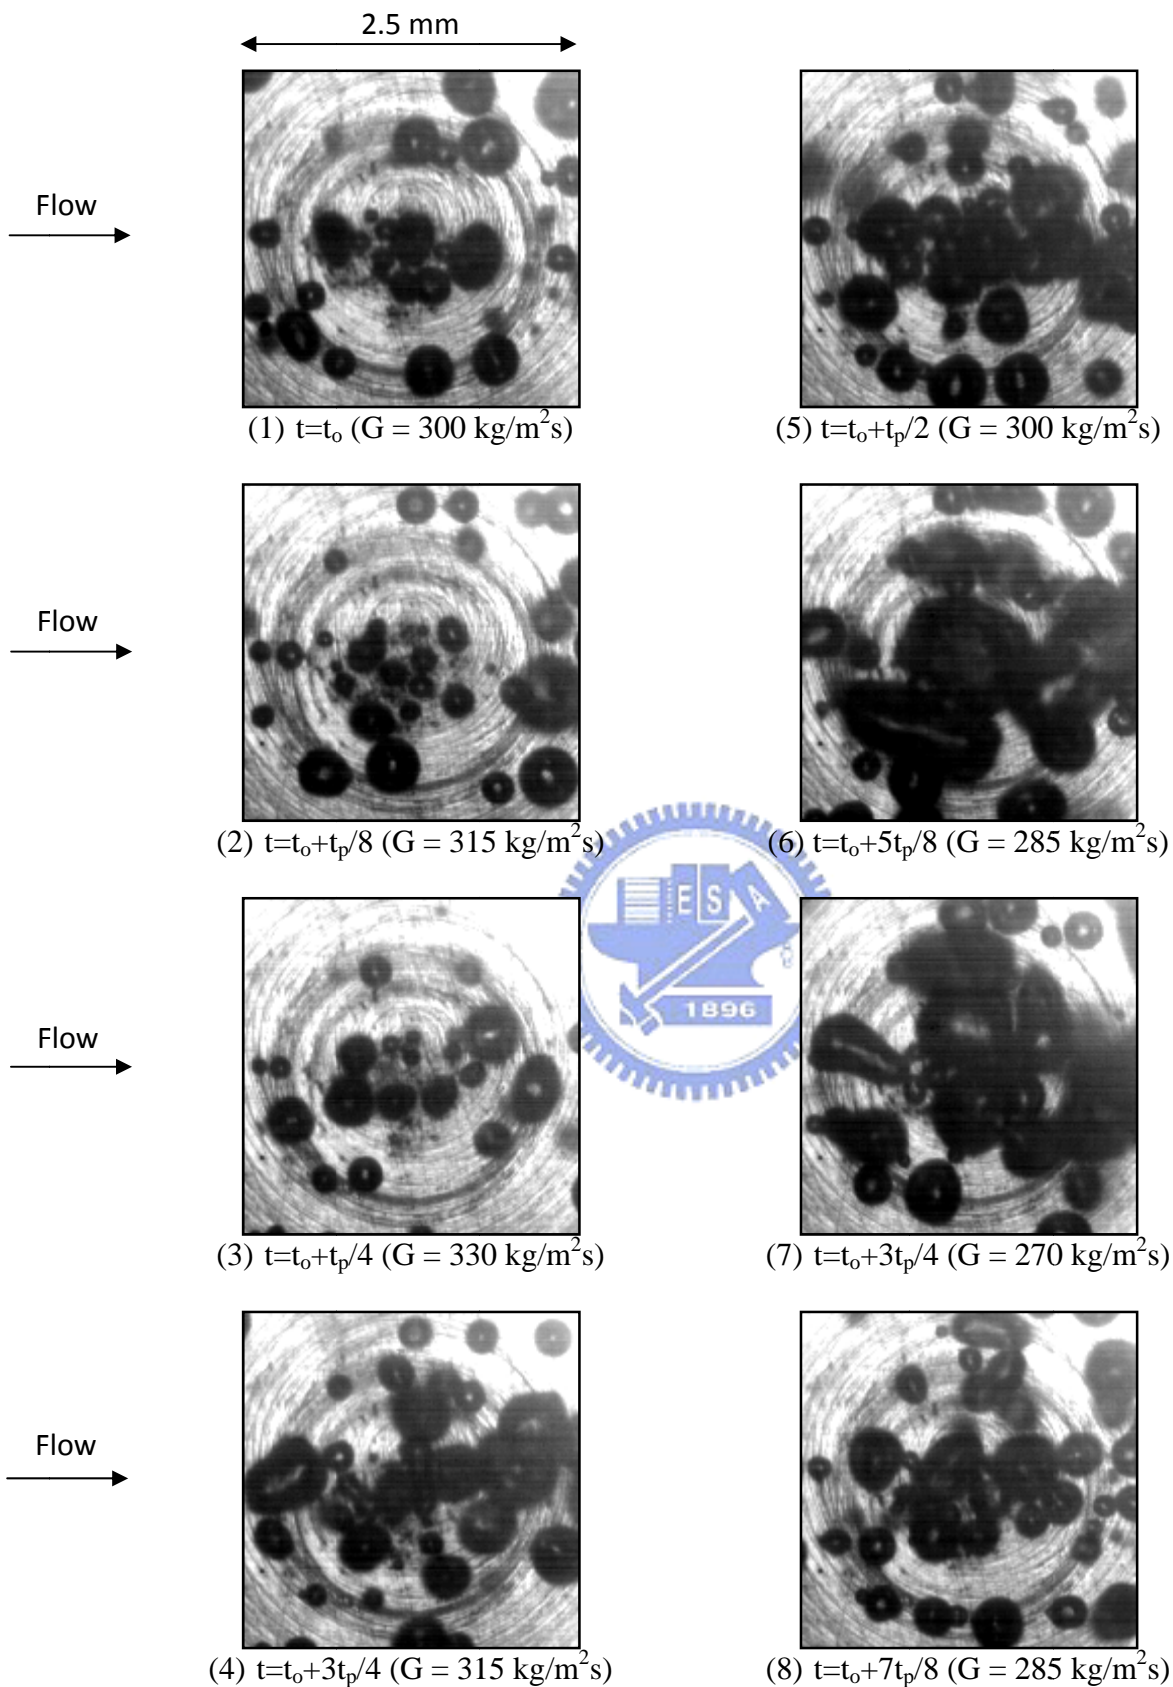 2.5 mm
Flow
(1) t=tₒ (G = 300 kg/m²s)
(5) t=tₒ+tₚ/2 (G = 300 kg/m²s)
Flow
(2) t=tₒ+tₚ/8 (G = 315 kg/m²s)
(6) t=tₒ+5tₚ/8 (G = 285 kg/m²s)
ESA
1896
Flow
(3) t=tₒ+tₚ/4 (G = 330 kg/m²s)
(7) t=tₒ+3tₚ/4 (G = 270 kg/m²s)
Flow
(4) t=tₒ+3tₚ/4 (G = 315 kg/m²s)
(8) t=tₒ+7tₚ/8 (G = 285 kg/m²s)